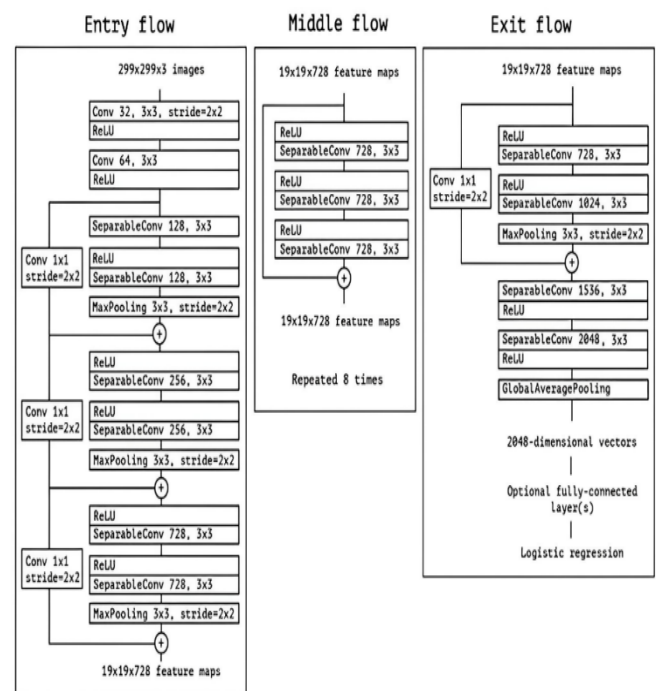 Entry flow
299x299x3 images
Conv 32, 3x3, stride=2x2
ReLU
Conv 64, 3x3
ReLU
SeparableConv 128, 3x3
Conv 1x1
stride=2x2
ReLU
SeparableConv 128, 3x3
MaxPooling 3x3, stride=2x2
+
ReLU
SeparableConv 256, 3x3
Conv 1x1
stride=2x2
ReLU
SeparableConv 256, 3x3
MaxPooling 3x3, stride=2x2
+
ReLU
SeparableConv 728, 3x3
Conv 1x1
stride=2x2
ReLU
SeparableConv 728, 3x3
MaxPooling 3x3, stride=2x2
+
19x19x728 feature maps
Middle flow
19x19x728 feature maps
ReLU
SeparableConv 728, 3x3
ReLU
SeparableConv 728, 3x3
ReLU
SeparableConv 728, 3x3
+
19x19x728 feature maps
Repeated 8 times
Exit flow
19x19x728 feature maps
ReLU
SeparableConv 728, 3x3
Conv 1x1
stride=2x2
ReLU
SeparableConv 1024, 3x3
MaxPooling 3x3, stride=2x2
+
SeparableConv 1536, 3x3
ReLU
SeparableConv 2048, 3x3
ReLU
GlobalAveragePooling
2048-dimensional vectors
Optional fully-connected
layer(s)
Logistic regression